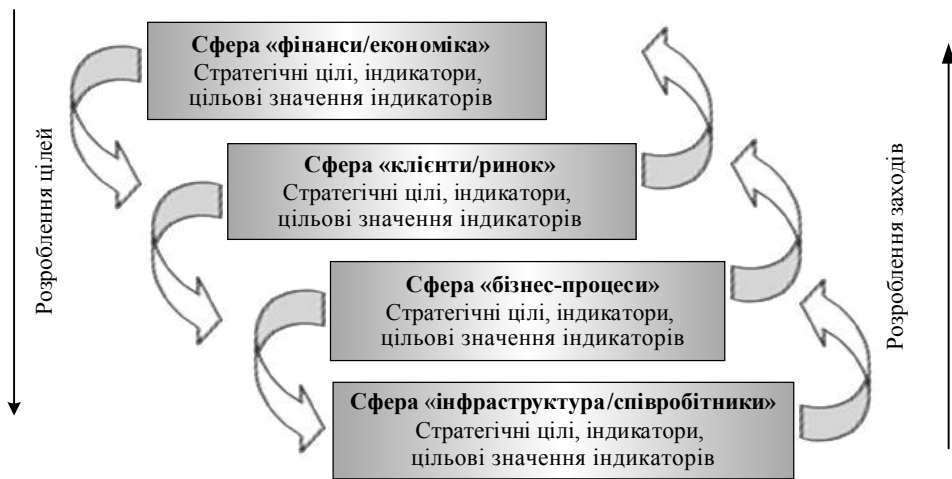 Сфера «фінанси/економіка»
Стратегічні цілі, індикатори,
цільові значення індикаторів
Сфера «клієнти/ринок»
Стратегічні цілі, індикатори,
цільові значення індикаторів
Сфера «бізнес-процеси»
Стратегічні цілі, індикатори,
цільові значення індикаторів
Сфера «інфраструктура/співробітники»
Стратегічні цілі, індикатори,
цільові значення індикаторів
Розроблення цілей
Розроблення заходів